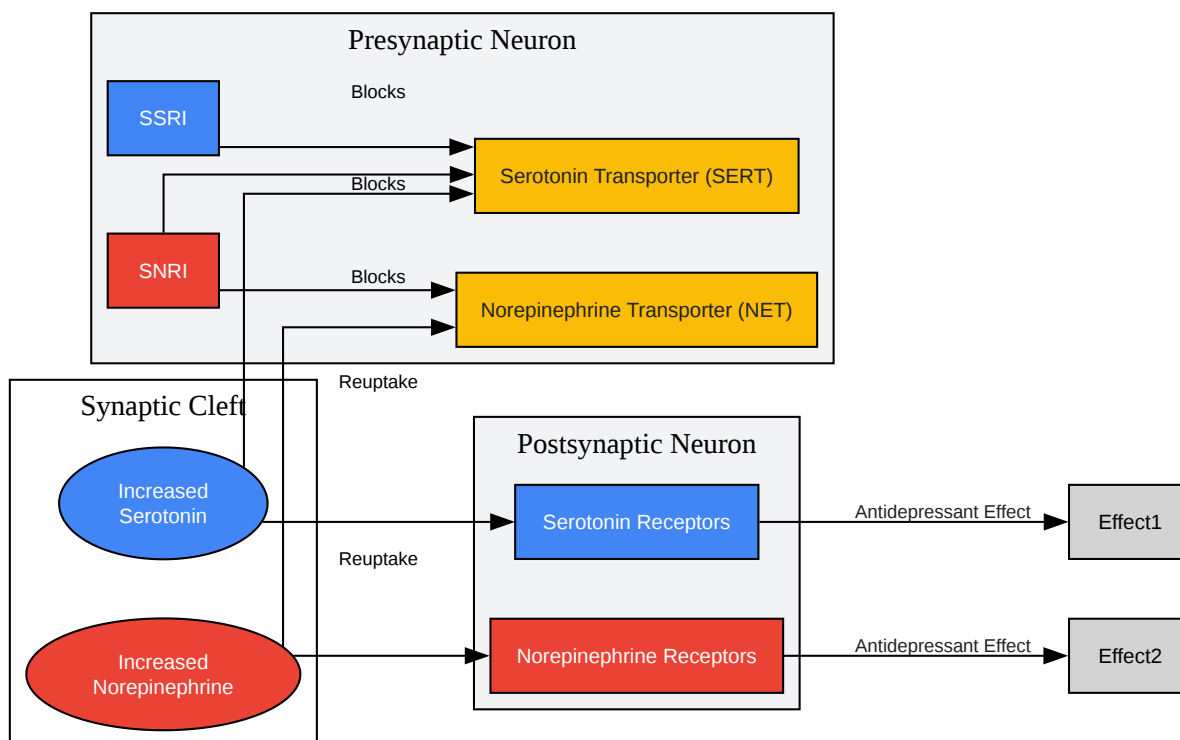 Presynaptic Neuron
SSRI
Blocks
Serotonin Transporter (SERT)
Blocks
SNRI
Blocks
Norepinephrine Transporter (NET)
Reuptake
Synaptic Cleft
Postsynaptic Neuron
Increased
Serotonin
Serotonin Receptors
Antidepressant Effect
Effect1
Reuptake
Increased
Norepinephrine
Norepinephrine Receptors
Antidepressant Effect
Effect2